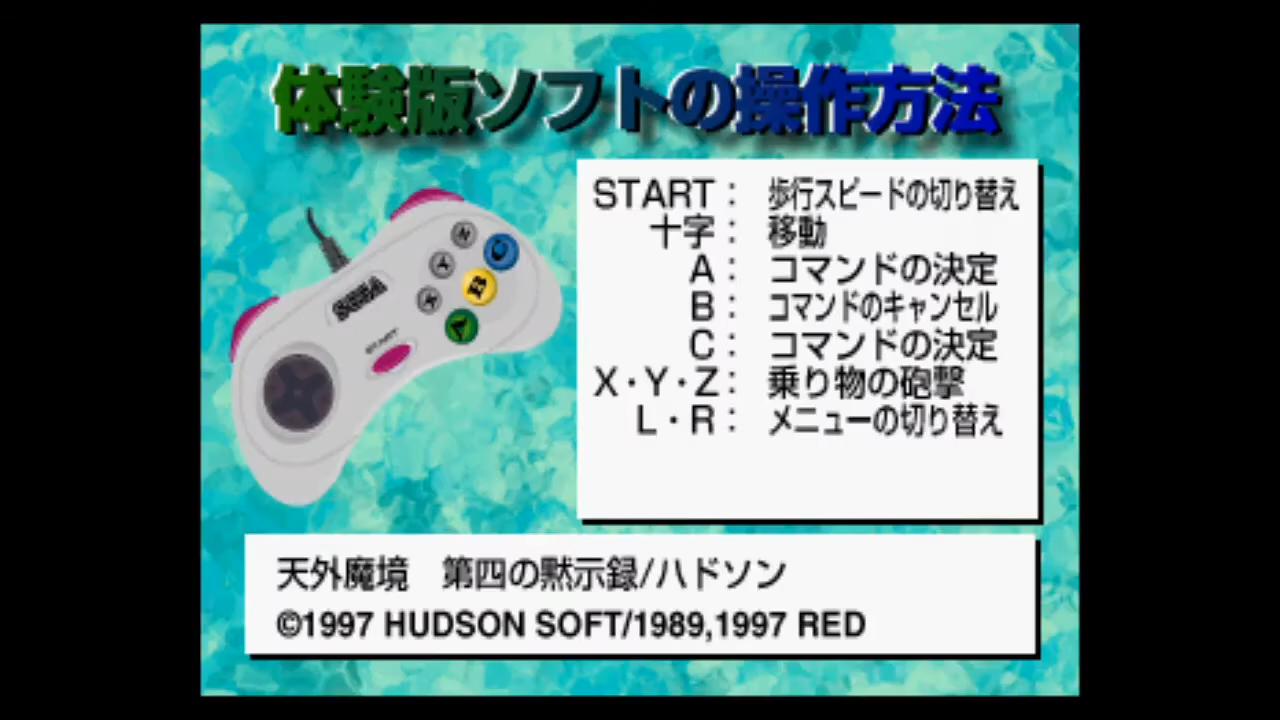 体験版ソフトの操作方法
START： 歩行スピードの切り替え
十字： 移動
A： コマンドの決定
B： コマンドのキャンセル
C： コマンドの決定
X・Y・Z： 乗り物の砲撃
L・R： メニューの切り替え
SEGA
START
X
Y
Z
A
B
C
天外魔境　第四の黙示録/ハドソン
©1997 HUDSON SOFT/1989,1997 RED